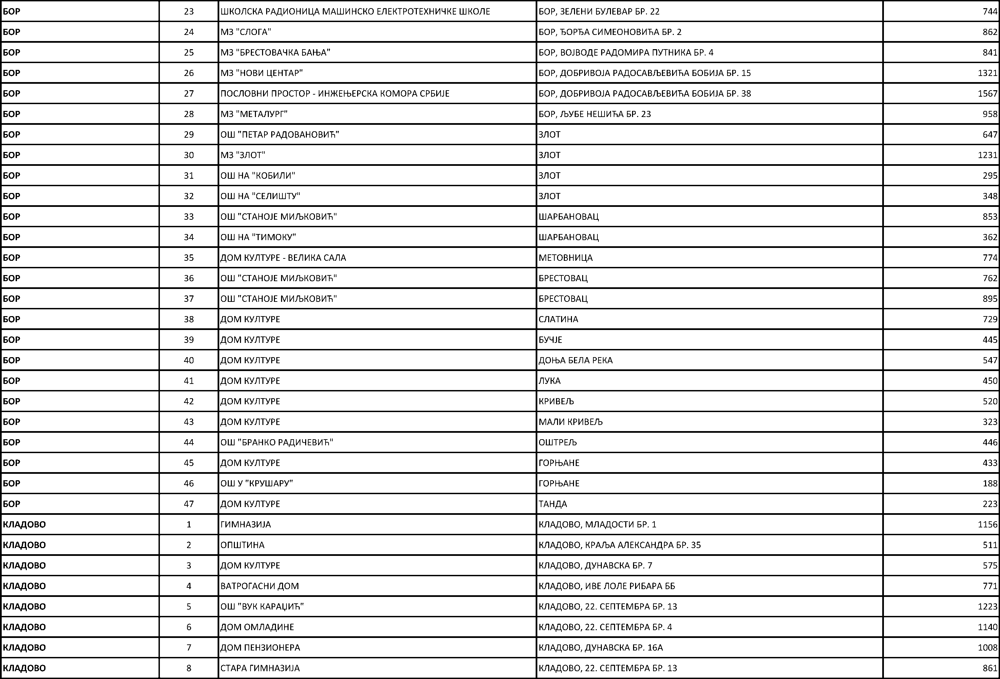 БОР 23 ШКОЛСКА РАДИОНИЦА МАШИНСКО ЕЛЕКТРОТЕХНИЧКЕ ШКОЛЕ БОР, ЗЕЛЕНИ БУЛЕВАР БР. 22 744
БОР 24 МЗ "СЛОГА" БОР, ЂОРЂА СИМЕОНОВИЋА БР. 2 862
БОР 25 МЗ "БРЕСТОВАЧКА БАЊА" БОР, ВОЈВОДЕ РАДОМИРА ПУТНИКА БР. 4 841
БОР 26 МЗ "НОВИ ЦЕНТАР" БОР, ДОБРИВОЈА РАДОСАВЉЕВИЋА БОБИЈА БР. 15 1321
БОР 27 ПОСЛОВНИ ПРОСТОР - ИНЖЕЊЕРСКА КОМОРА СРБИЈЕ БОР, ДОБРИВОЈА РАДОСАВЉЕВИЋА БОБИЈА БР. 38 1567
БОР 28 МЗ "МЕТАЛУРГ" БОР, ЉУБЕ НЕШИЋА БР. 23 958
БОР 29 ОШ "ПЕТАР РАДОВАНОВИЋ" ЗЛОТ 647
БОР 30 МЗ "ЗЛОТ" ЗЛОТ 1231
БОР 31 ОШ НА "КОБИЛИ" ЗЛОТ 295
БОР 32 ОШ НА "СЕЛИШТУ" ЗЛОТ 348
БОР 33 ОШ "СТАНОЈЕ МИЉКОВИЋ" ШАРБАНОВАЦ 853
БОР 34 ОШ НА "ТИМОКУ" ШАРБАНОВАЦ 362
БОР 35 ДОМ КУЛТУРЕ - ВЕЛИКА САЛА МЕТОВНИЦА 774
БОР 36 ОШ "СТАНОЈЕ МИЉКОВИЋ" БРЕСТОВАЦ 762
БОР 37 ОШ "СТАНОЈЕ МИЉКОВИЋ" БРЕСТОВАЦ 895
БОР 38 ДОМ КУЛТУРЕ СЛАТИНА 729
БОР 39 ДОМ КУЛТУРЕ БУЧЈЕ 445
БОР 40 ДОМ КУЛТУРЕ ДОЊА БЕЛА РЕКА 547
БОР 41 ДОМ КУЛТУРЕ ЛУКА 450
БОР 42 ДОМ КУЛТУРЕ КРИВЕЉ 520
БОР 43 ДОМ КУЛТУРЕ МАЛИ КРИВЕЉ 323
БОР 44 ОШ "БРАНКО РАДИЧЕВИЋ" ОШТРЕЉ 446
БОР 45 ДОМ КУЛТУРЕ ГОРЊАНЕ 433
БОР 46 ОШ У "КРУШАРУ" ГОРЊАНЕ 188
БОР 47 ДОМ КУЛТУРЕ ТАНДА 223
КЛАДОВО 1 ГИМНАЗИЈА КЛАДОВО, МЛАДОСТИ БР. 1 1156
КЛАДОВО 2 ОПШТИНА КЛАДОВО, КРАЉА АЛЕКСАНДРА БР. 35 511
КЛАДОВО 3 ДОМ КУЛТУРЕ КЛАДОВО, ДУНАВСКА БР. 7 575
КЛАДОВО 4 ВАТРОГАСНИ ДОМ КЛАДОВО, ИВЕ ЛОЛЕ РИБАРА ББ 771
КЛАДОВО 5 ОШ "ВУК КАРАЏИЋ" КЛАДОВО, 22. СЕПТЕМБРА БР. 13 1223
КЛАДОВО 6 ДОМ ОМЛАДИНЕ КЛАДОВО, 22. СЕПТЕМБРА БР. 4 1140
КЛАДОВО 7 ДОМ ПЕНЗИОНЕРА КЛАДОВО, ДУНАВСКА БР. 16А 1008
КЛАДОВО 8 СТАРА ГИМНАЗИЈА КЛАДОВО, 22. СЕПТЕМБРА БР. 13 861